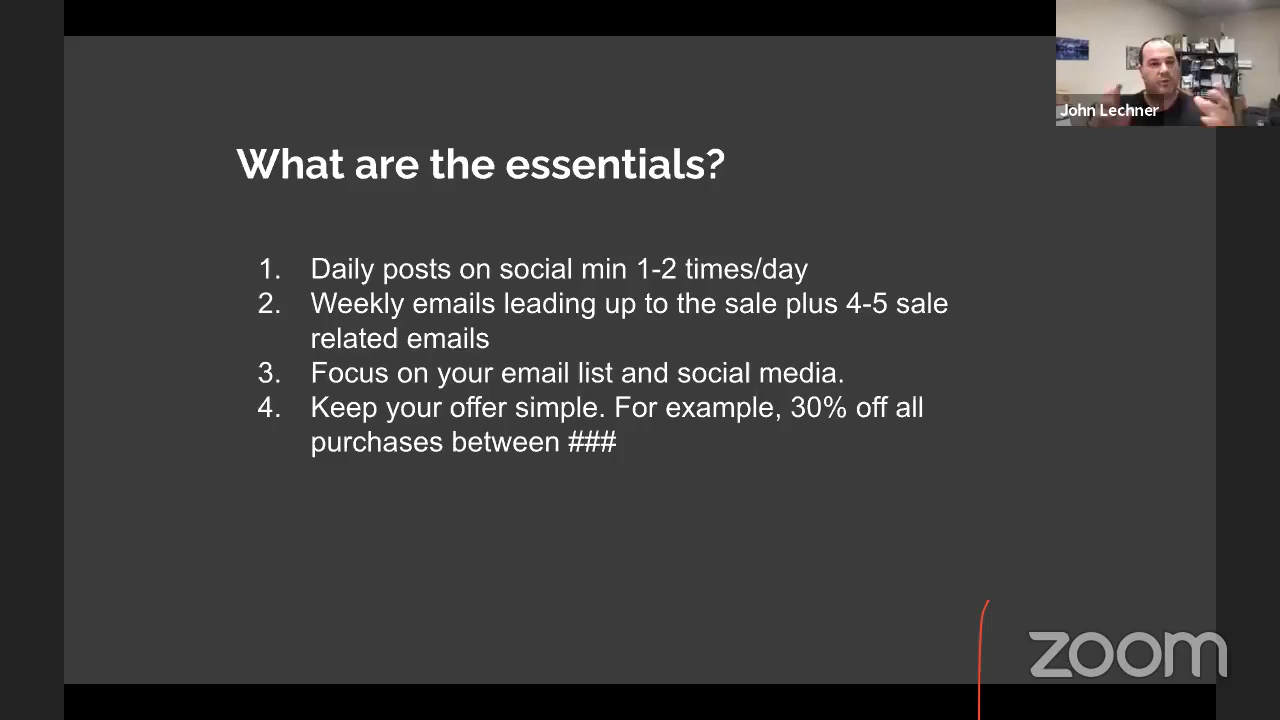 John Lechner
What are the essentials?
1. Daily posts on social min 1-2 times/day
2. Weekly emails leading up to the sale plus 4-5 sale
related emails
3. Focus on your email list and social media.
4. Keep your offer simple. For example, 30% off all
purchases between ###
zoom